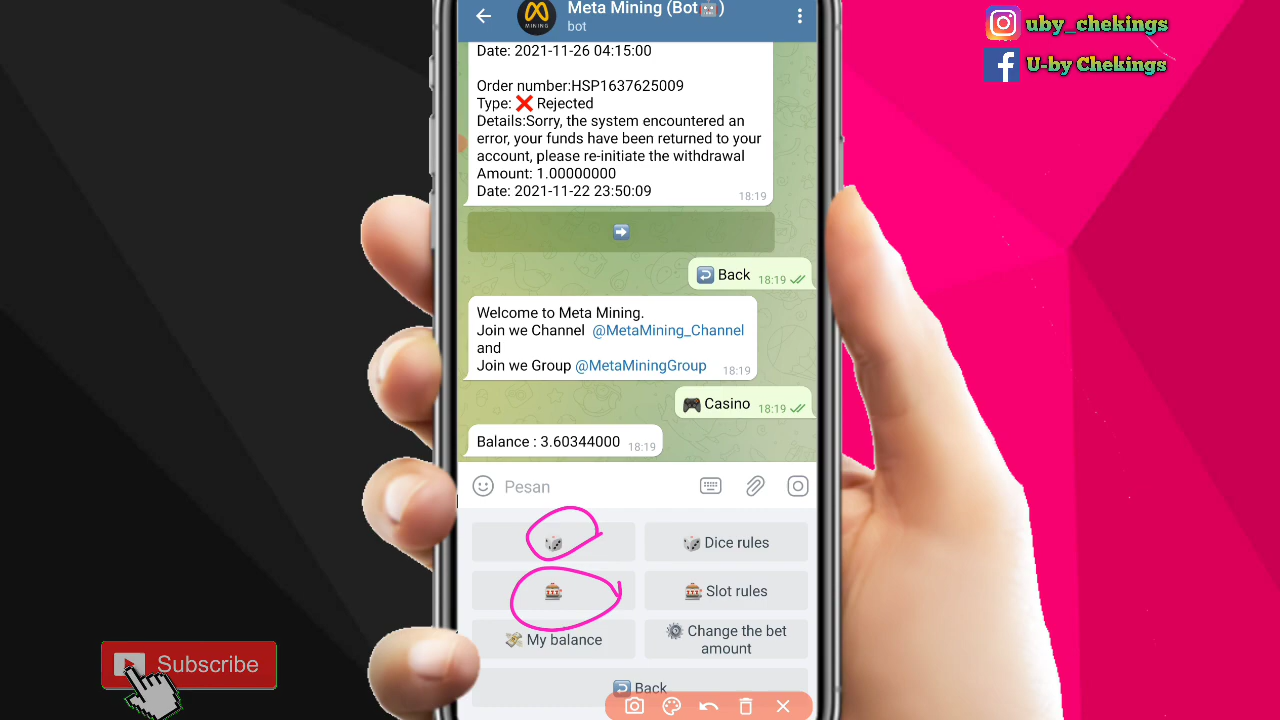 Meta Mining (Bot🤖)
bot
MINING
uby_chekings
U-by Chekings
Date: 2021-11-26 04:15:00
Order number:HSP1637625009
Type: ❌ Rejected
Details:Sorry, the system encountered an
error, your funds have been returned to your
account, please re-initiate the withdrawal
Amount: 1.00000000
Date: 2021-11-22 23:50:09
18:19
Back 18:19
Welcome to Meta Mining.
Join we Channel @MetaMining_Channel
and
Join we Group @MetaMiningGroup
18:19
🎮 Casino 18:19
Balance : 3.60344000 18:19
Pesan
🎲 Dice rules
🎰 Slot rules
💸 My balance
⚙️ Change the bet
amount
Back
Subscribe